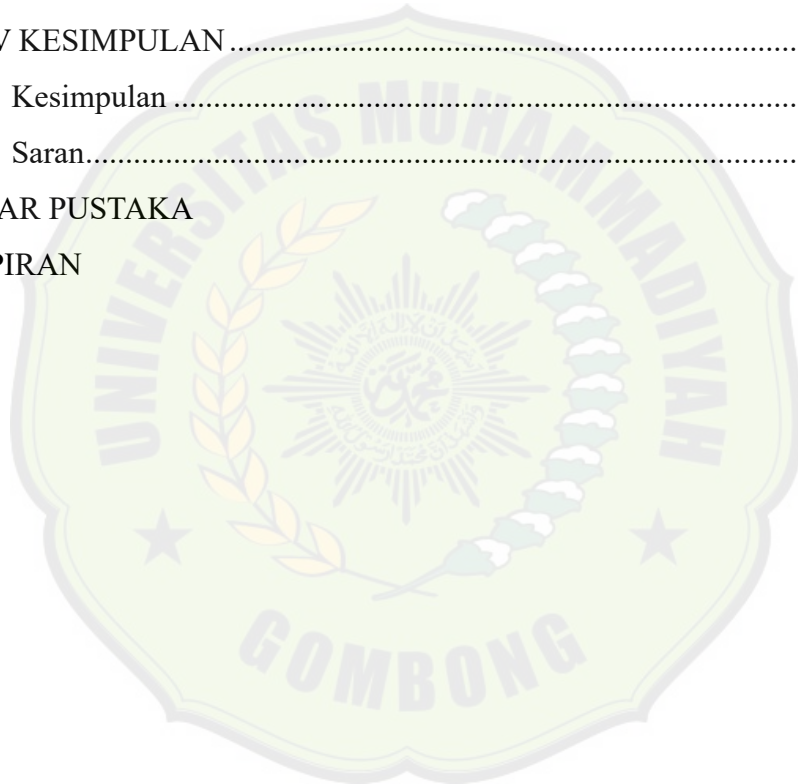 V KESIMPULAN........................................................................
Kesimpulan ...............................................................................
Saran.........................................................................................
AR PUSTAKA
PIRAN
UNIVERSITAS MUHAMMADIYAH
GOMBONG